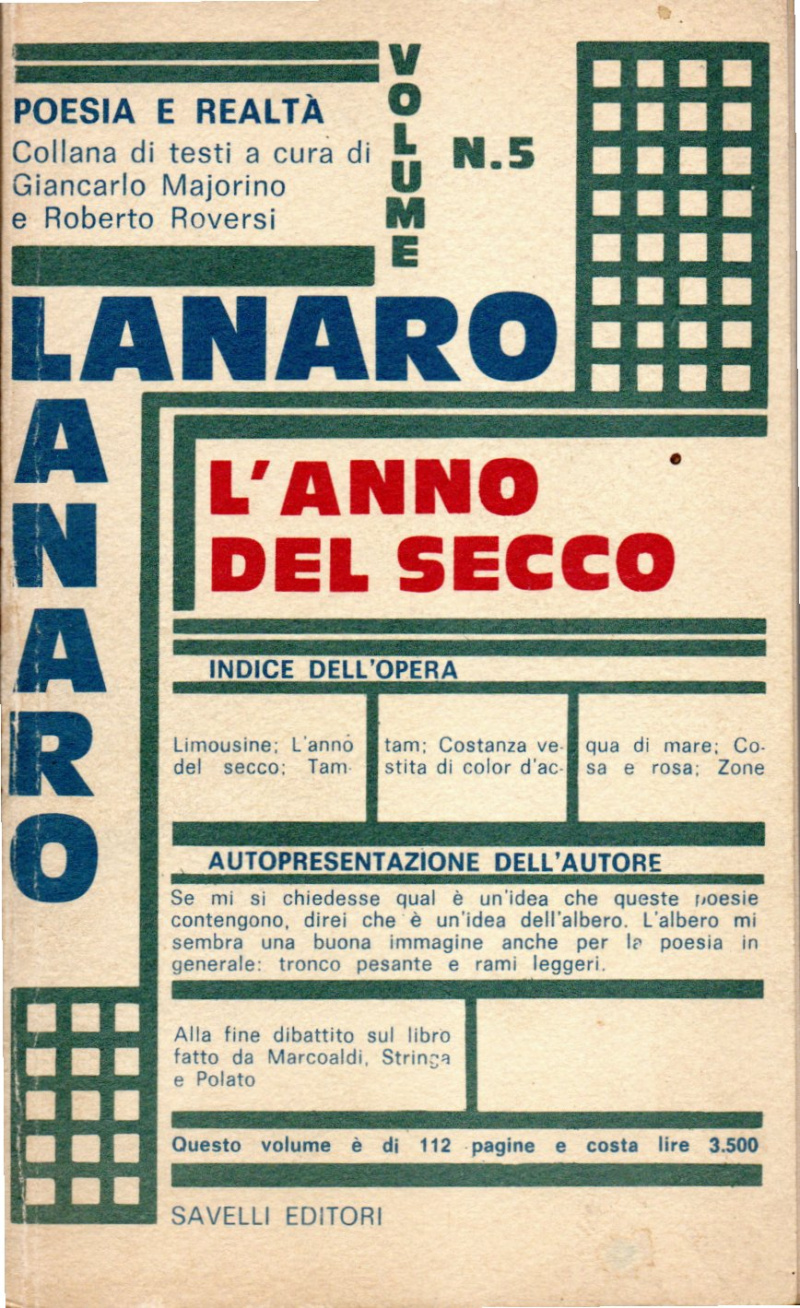 POESIA E REALTÀ
Collana di testi a cura di
Giancarlo Majorino
e Roberto Roversi
VOLUME
N.5
LANARO
LANARO
L'ANNO
DEL SECCO
INDICE DELL'OPERA
Limousine; L'anno
del secco; Tam-
tam; Costanza ve-
stita di color d'ac-
qua di mare; Co-
sa e rosa; Zone
AUTOPRESENTAZIONE DELL'AUTORE
Se mi si chiedesse qual è un'idea che queste poesie
contengono, direi che è un'idea dell'albero. L'albero mi
sembra una buona immagine anche per la poesia in
generale: tronco pesante e rami leggeri.
Alla fine dibattito sul libro
fatto da Marcoaldi, Stringa
e Polato
Questo volume è di 112 pagine e costa lire 3.500
SAVELLI EDITORI